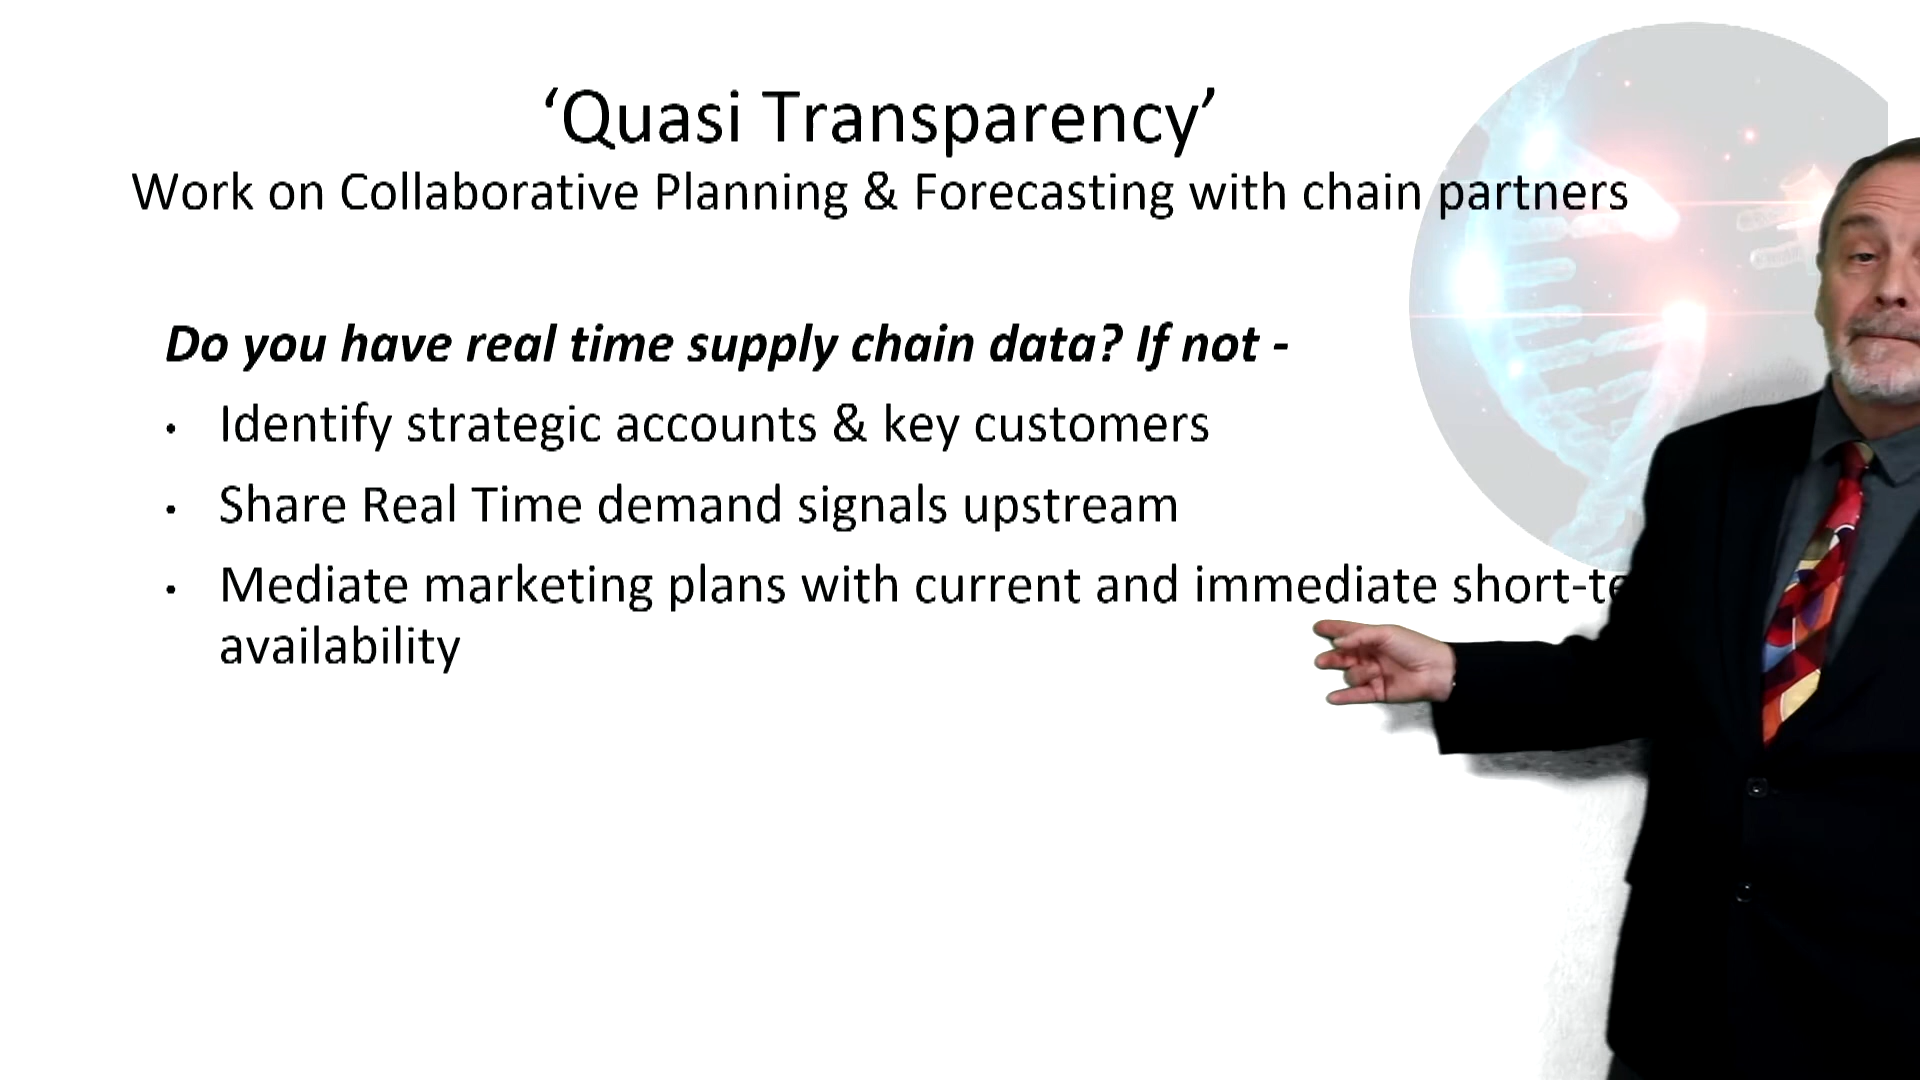 ‘Quasi Transparency’
Work on Collaborative Planning & Forecasting with chain partners
Do you have real time supply chain data? If not -
• Identify strategic accounts & key customers
• Share Real Time demand signals upstream
• Mediate marketing plans with current and immediate
availability